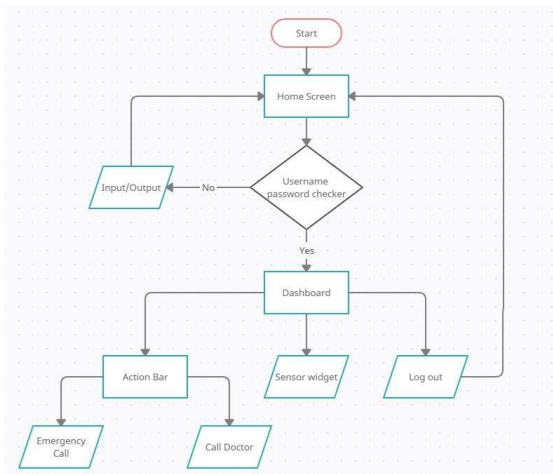 Start
Home Screen
Username
password checker
No
Input/Output
Yes
Dashboard
Action Bar
Sensor widget
Log out
Emergency
Call
Call Doctor